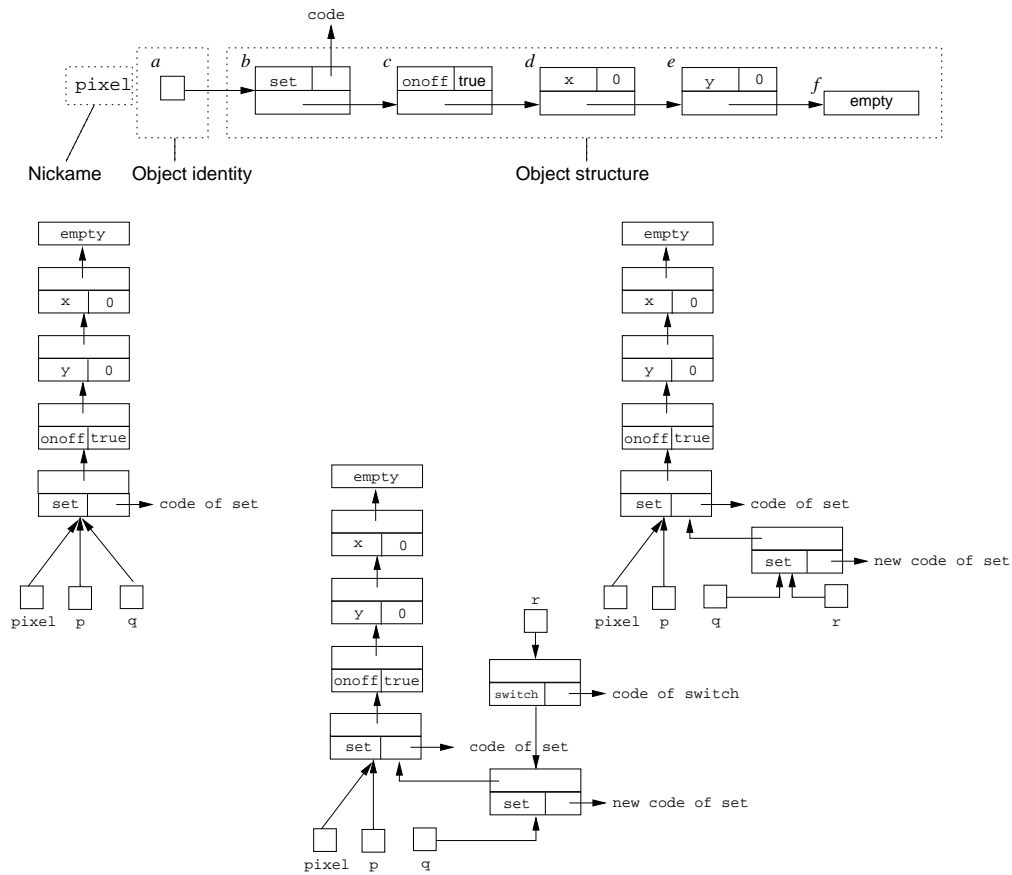 code
a b c d e f
pixel set onoff true x 0 y 0 empty
Nickame Object identity Object structure
empty
x 0
y 0
onoff true
set code of set
pixel p q
empty
x 0
y 0
onoff true
set code of set
pixel p q
r
switch code of switch
set new code of set
empty
x 0
y 0
onoff true
set code of set
set new code of set
pixel p q r